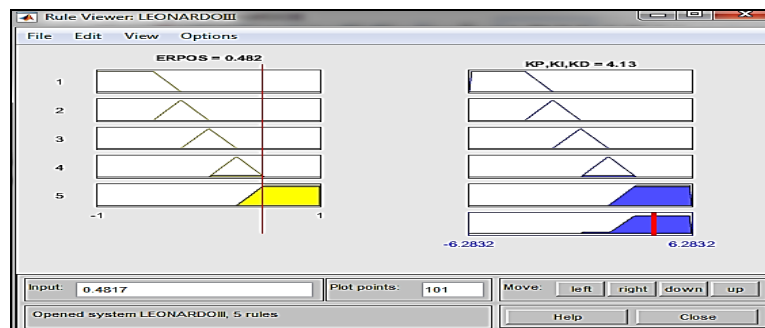 Rule Viewer: LEONARDOIII
File Edit View Options
ERPOS = 0.482
KP,KI,KD = 4.13
1
2
3
4
5
-1 1
-6.2832 6.2832
Input: 0.4817 Plot points: 101 Move: left right down up
Opened system LEONARDOIII, 5 rules Help Close